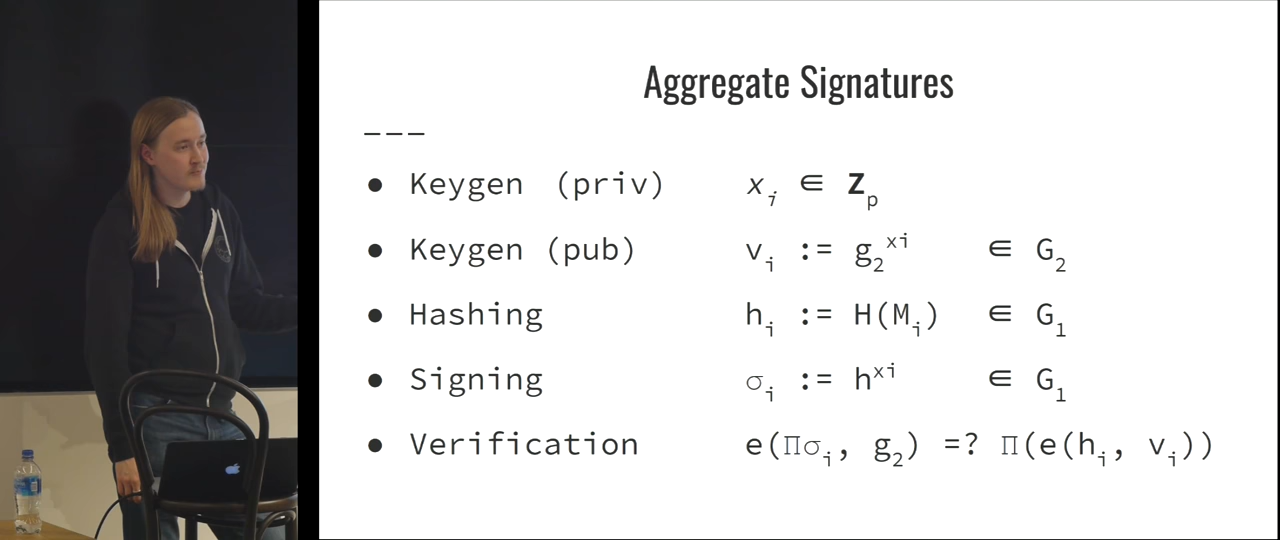 Aggregate Signatures
---
● Keygen (priv) xᵢ ∈ Zₚ
● Keygen (pub) vᵢ := g₂ˣⁱ ∈ G₂
● Hashing hᵢ := H(Mᵢ) ∈ G₁
● Signing σᵢ := hˣⁱ ∈ G₁
● Verification e(Πσᵢ, g₂) =? Π(e(hᵢ, vᵢ))